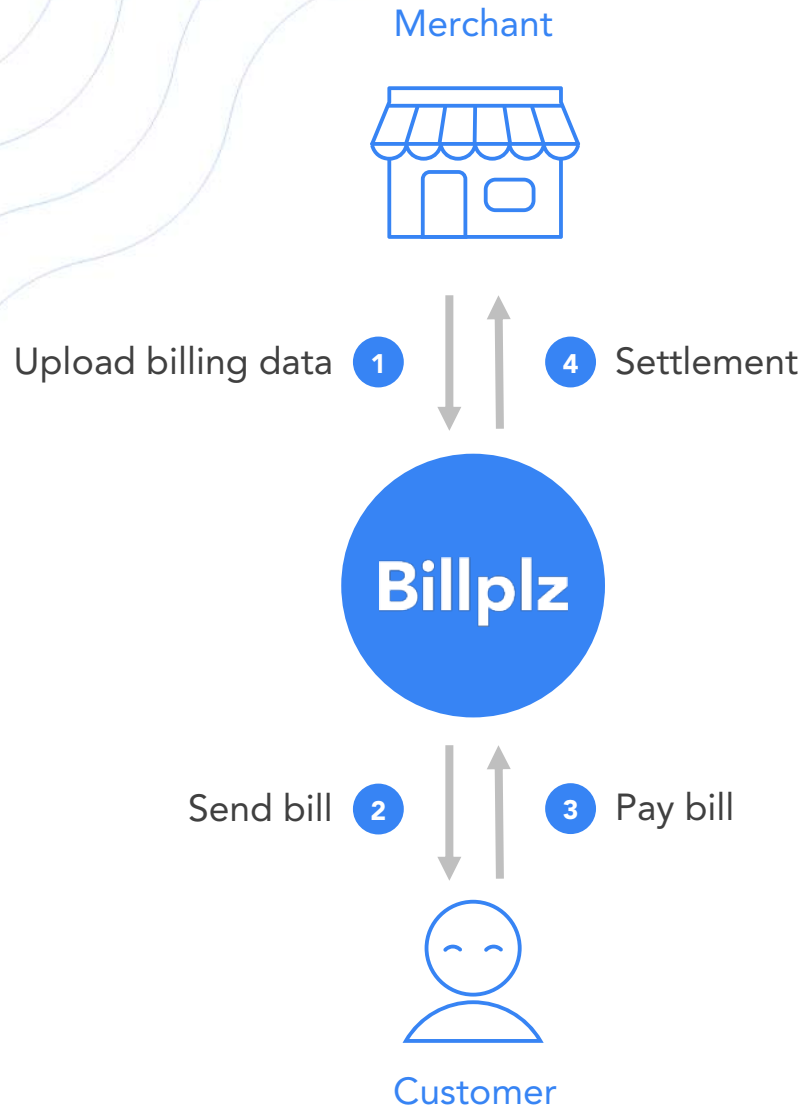 Merchant
Upload billing data 1
4 Settlement
Billplz
Send bill 2
3 Pay bill
Customer